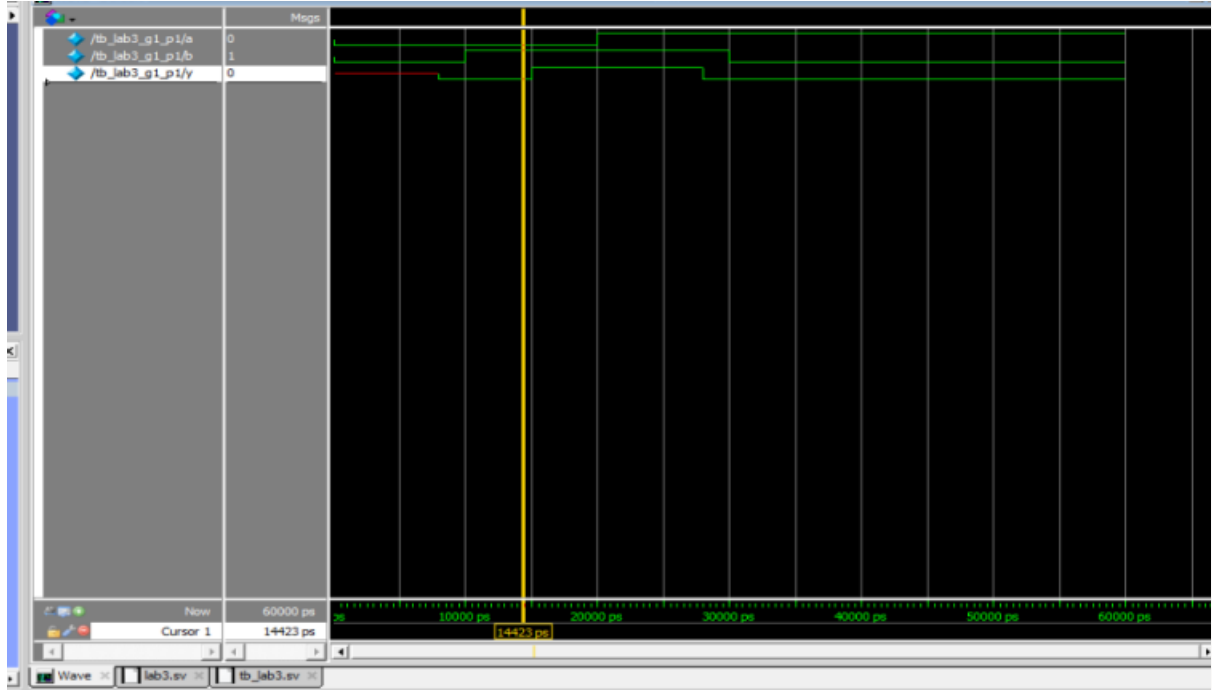 Msgs
/tb_lab3_g1_p1/a 0
/tb_lab3_g1_p1/b 1
/tb_lab3_g1_p1/y 0
Now 60000 ps ps 10000 ps 20000 ps 30000 ps 40000 ps 50000 ps 60000 ps
Cursor 1 14423 ps 14423 ps
Wave lab3.sv tb_lab3.sv